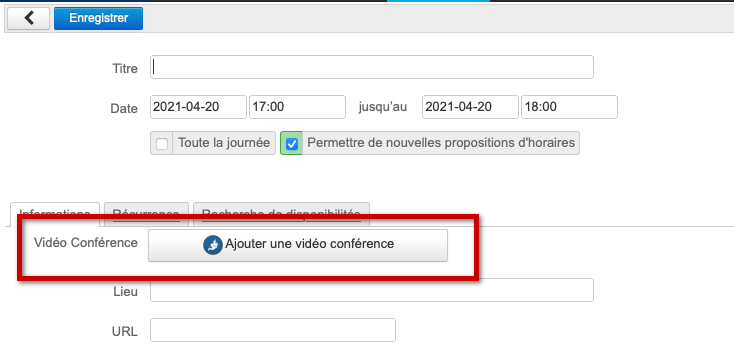 Enregistrer
Titre
Date 2021-04-20 17:00 jusqu'au 2021-04-20 18:00
Toute la journée Permettre de nouvelles propositions d'horaires
Informations Récurrence Recherche de disponibilités
Vidéo Conférence Ajouter une vidéo conférence
Lieu
URL